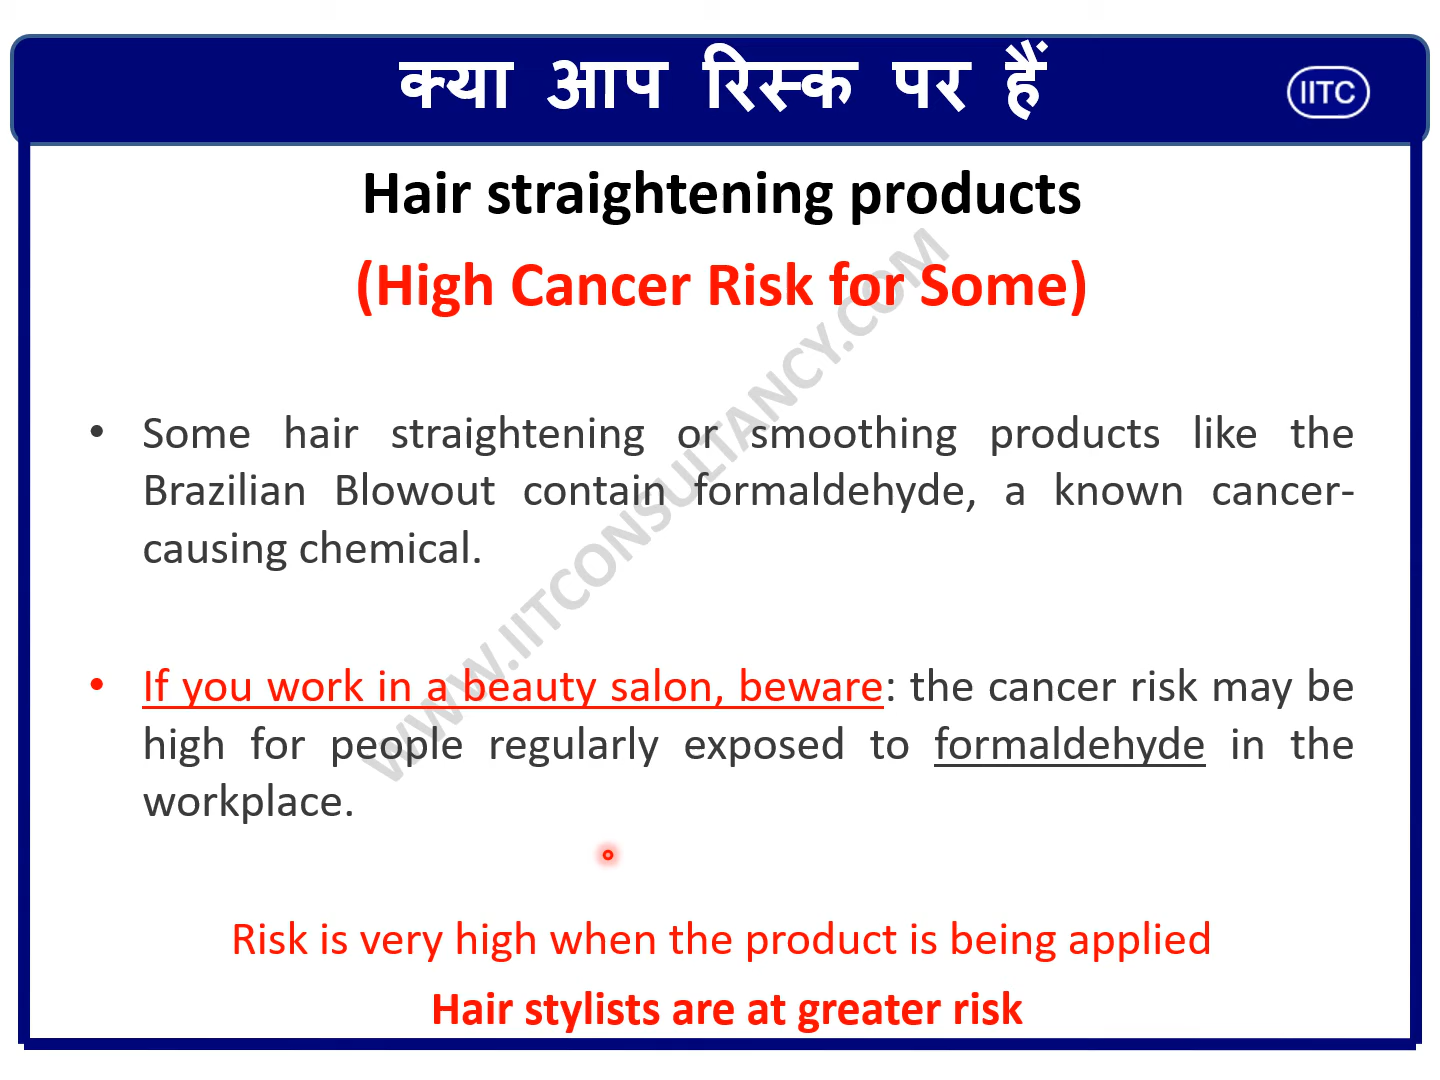 क्या आप रिस्क पर हैं
IITC
Hair straightening products
(High Cancer Risk for Some)
• Some hair straightening or smoothing products like the
Brazilian Blowout contain formaldehyde, a known cancer-
causing chemical.
• If you work in a beauty salon, beware: the cancer risk may be
high for people regularly exposed to formaldehyde in the
workplace.
Risk is very high when the product is being applied
Hair stylists are at greater risk
WWW.IITCONSULTANCY.COM